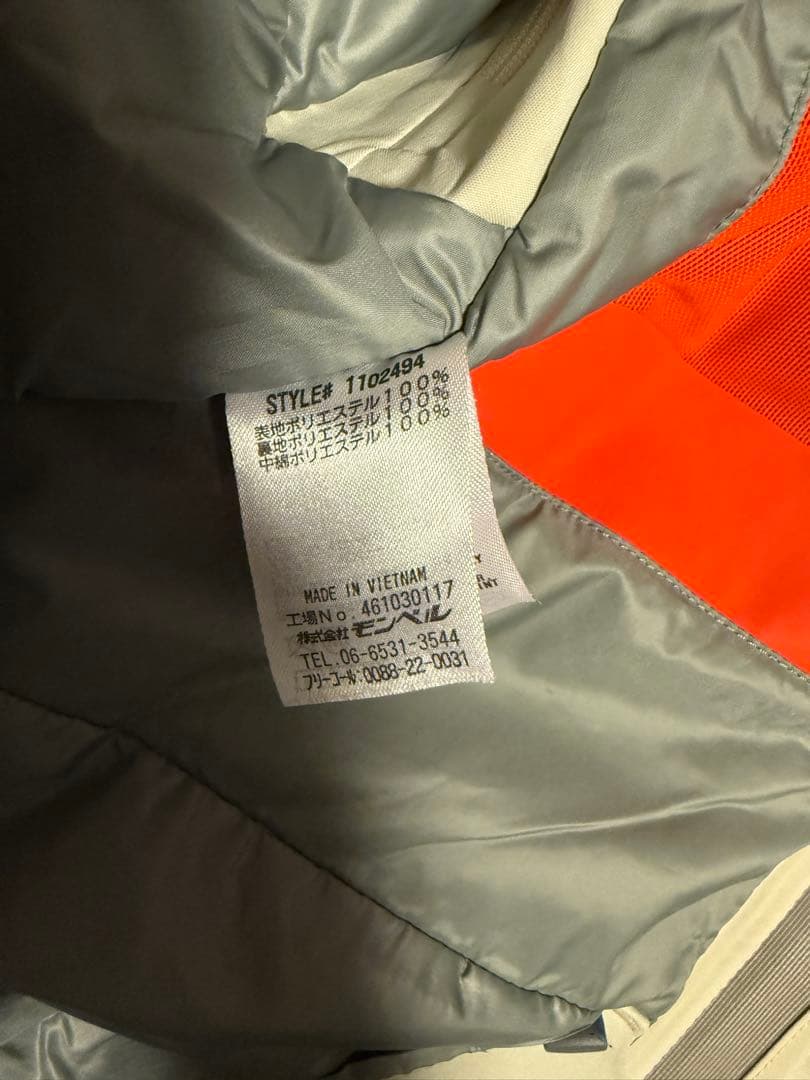 STYLE# 1102494
表地ポリエステル100%
裏地ポリエステル100%
中綿ポリエステル100%
MADE IN VIETNAM
工場No. 461030117
株式会社モンベル
TEL.06-6531-3544
フリーコール:0088-22-0031